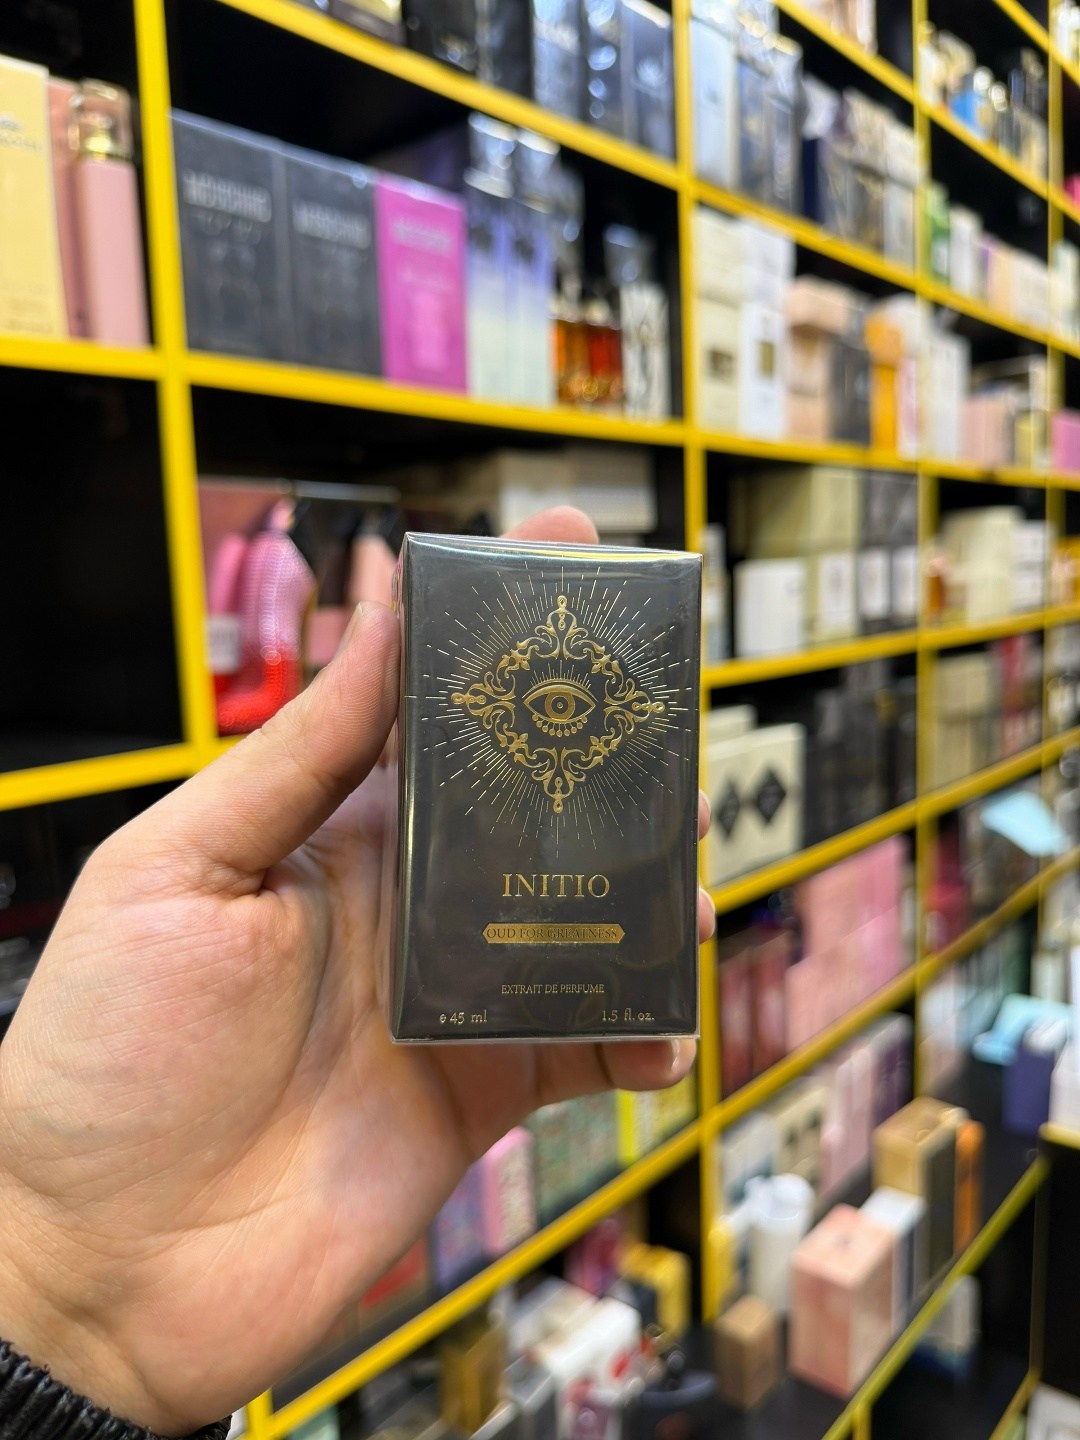 INITIO
OUD FOR GREATNESS
EXTRAIT DE PERFUME
e 45 ml 1.5 fl. oz.